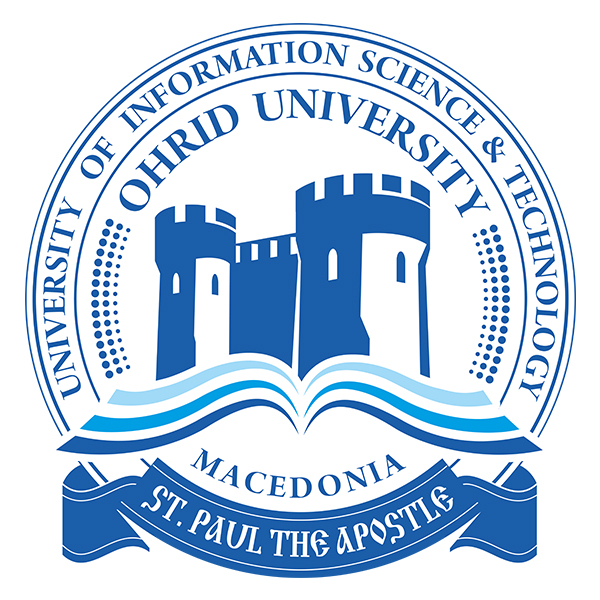 UNIVERSITY OF INFORMATION SCIENCE & TECHNOLOGY
OHRID UNIVERSITY
MACEDONIA
ST. PAUL THE APOSTLE